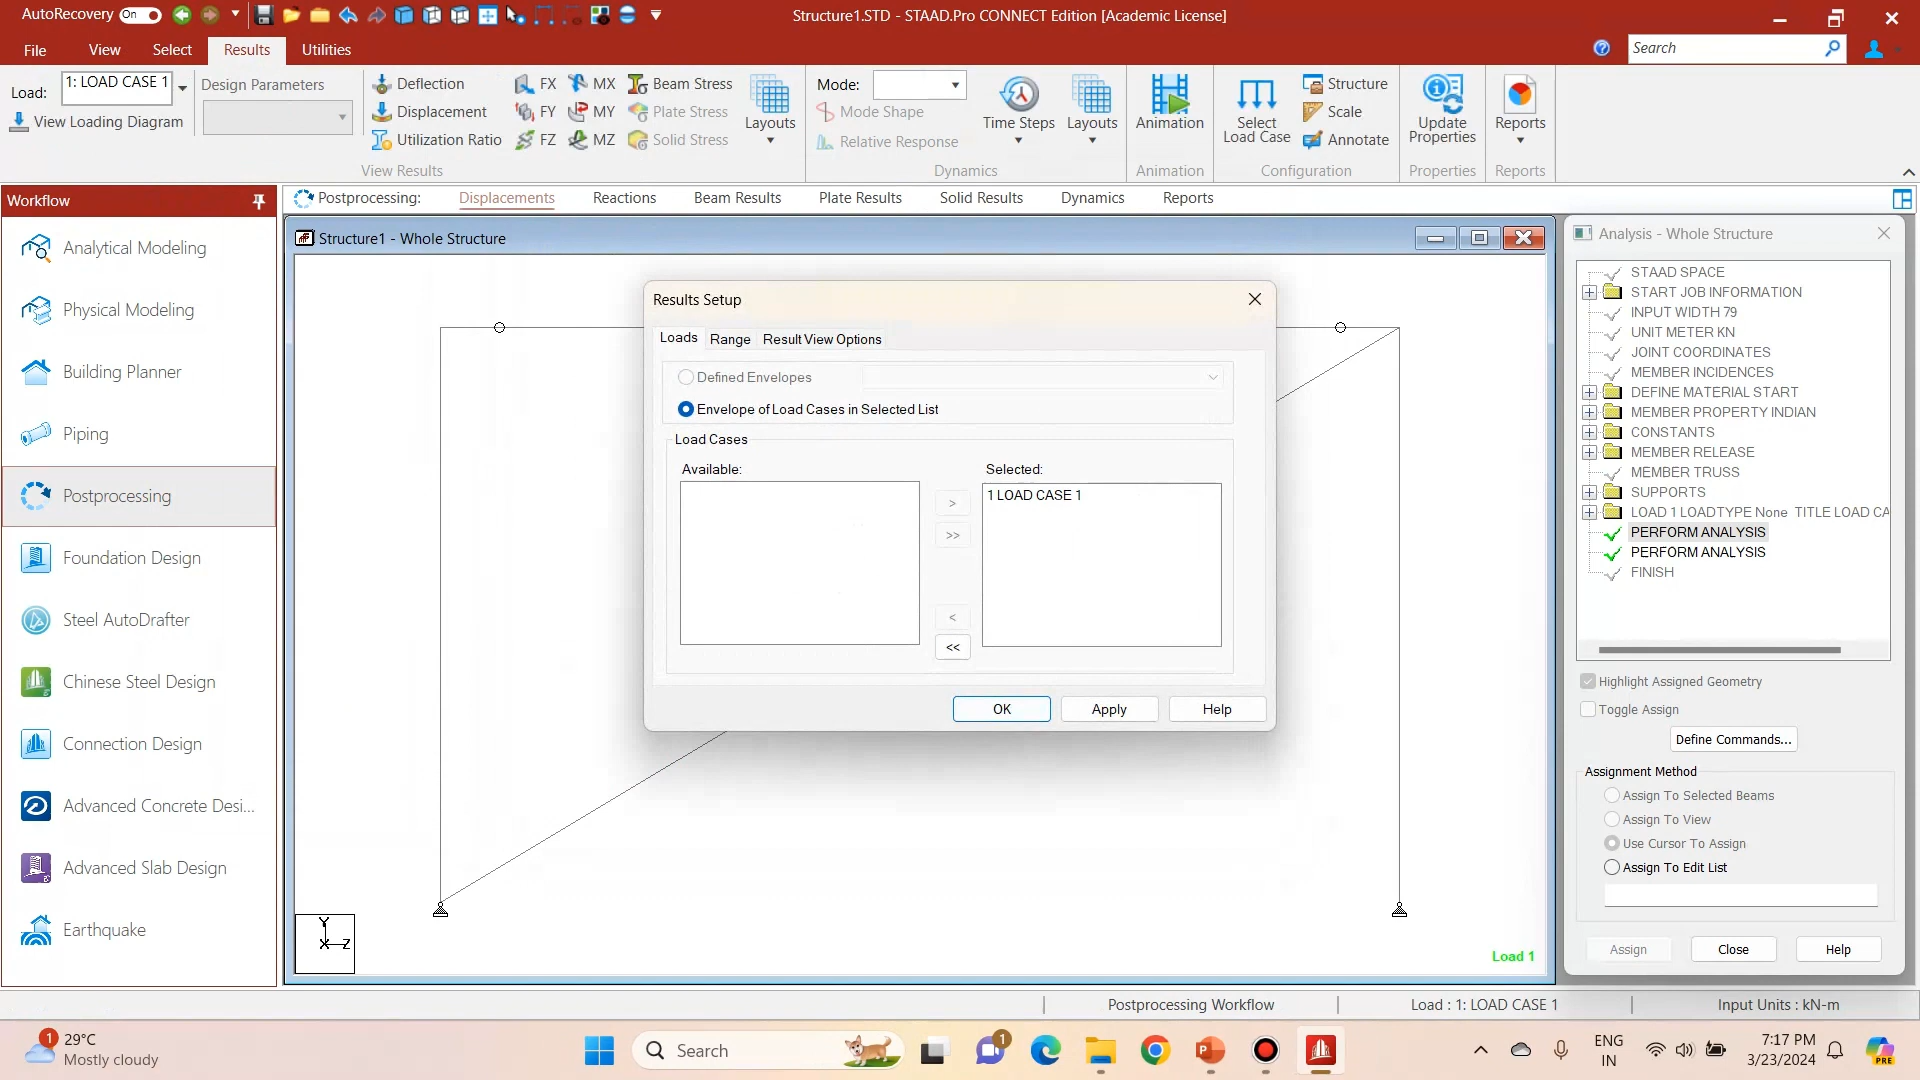 AutoRecovery On
Structure1.STD - STAAD.Pro CONNECT Edition [Academic License]
File View Select Results Utilities
Search
Load: 1: LOAD CASE 1
View Loading Diagram
Design Parameters
Deflection
Displacement
Utilization Ratio
FX MX Beam Stress
FY MY Plate Stress
FZ MZ Solid Stress
Layouts
View Results
Mode:
Mode Shape
Relative Response
Time Steps
Layouts
Dynamics
Animation
Animation
Select
Load Case
Structure
Scale
Annotate
Configuration
Update
Properties
Properties
Reports
Reports
Workflow
Analytical Modeling
Physical Modeling
Building Planner
Piping
Postprocessing
Foundation Design
Steel AutoDrafter
Chinese Steel Design
Connection Design
Advanced Concrete Desi...
Advanced Slab Design
Earthquake
Postprocessing: Displacements Reactions Beam Results Plate Results Solid Results Dynamics Reports
Structure1 - Whole Structure
Results Setup
Loads Range Result View Options
Defined Envelopes
Envelope of Load Cases in Selected List
Load Cases
Available: Selected:
1 LOAD CASE 1
>
>>
<
<<
OK Apply Help
Y
X Z
Load 1
Analysis - Whole Structure
STAAD SPACE
START JOB INFORMATION
INPUT WIDTH 79
UNIT METER KN
JOINT COORDINATES
MEMBER INCIDENCES
DEFINE MATERIAL START
MEMBER PROPERTY INDIAN
CONSTANTS
MEMBER RELEASE
MEMBER TRUSS
SUPPORTS
LOAD 1 LOADTYPE None TITLE LOAD CA
PERFORM ANALYSIS
PERFORM ANALYSIS
FINISH
Highlight Assigned Geometry
Toggle Assign
Define Commands...
Assignment Method
Assign To Selected Beams
Assign To View
Use Cursor To Assign
Assign To Edit List
Assign Close Help
Postprocessing Workflow Load : 1: LOAD CASE 1 Input Units : kN-m
1
29°C
Mostly cloudy
Search
1
ENG
IN
7:17 PM
3/23/2024
PRE